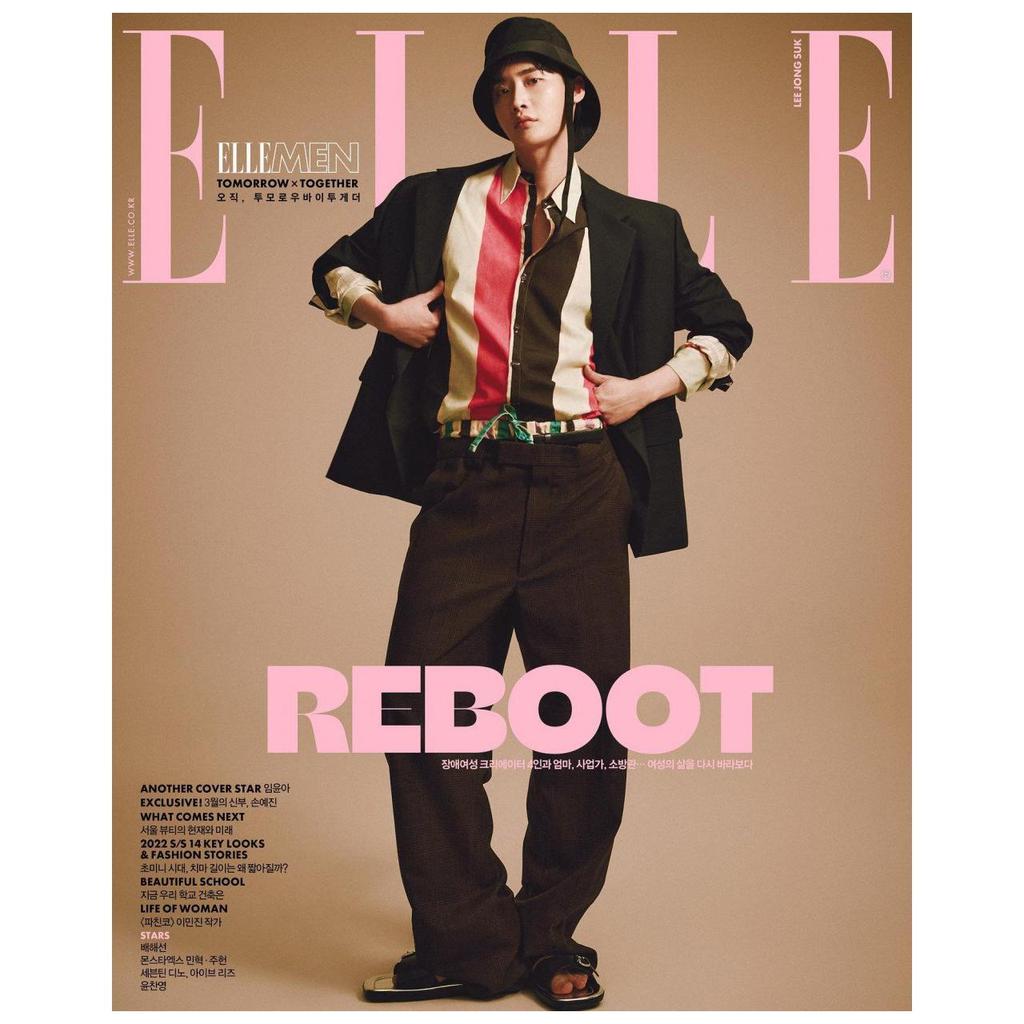 ELLE
LEE JONG SUK
WWW.ELLE.CO.KR
ELLEMEN
TOMORROW × TOGETHER
오직, 투모로우바이투게더
REBOOT
장애여성 크리에이터 4인과 엄마, 사업가, 소방관… 여성의 삶을 다시 바라보다
ANOTHER COVER STAR 임윤아
EXCLUSIVE! 3월의 신부, 손예진
WHAT COMES NEXT
서울 뷰티의 현재와 미래
2022 S/S 14 KEY LOOKS
& FASHION STORIES
초미니 시대, 치마 길이는 왜 짧아질까?
BEAUTIFUL SCHOOL
지금 우리 학교 건축은
LIFE OF WOMAN
〈파친코〉 이민진 작가
STARS
배해선
몬스타엑스 민혁·주헌
세븐틴 디노, 아이브 리즈
윤찬영